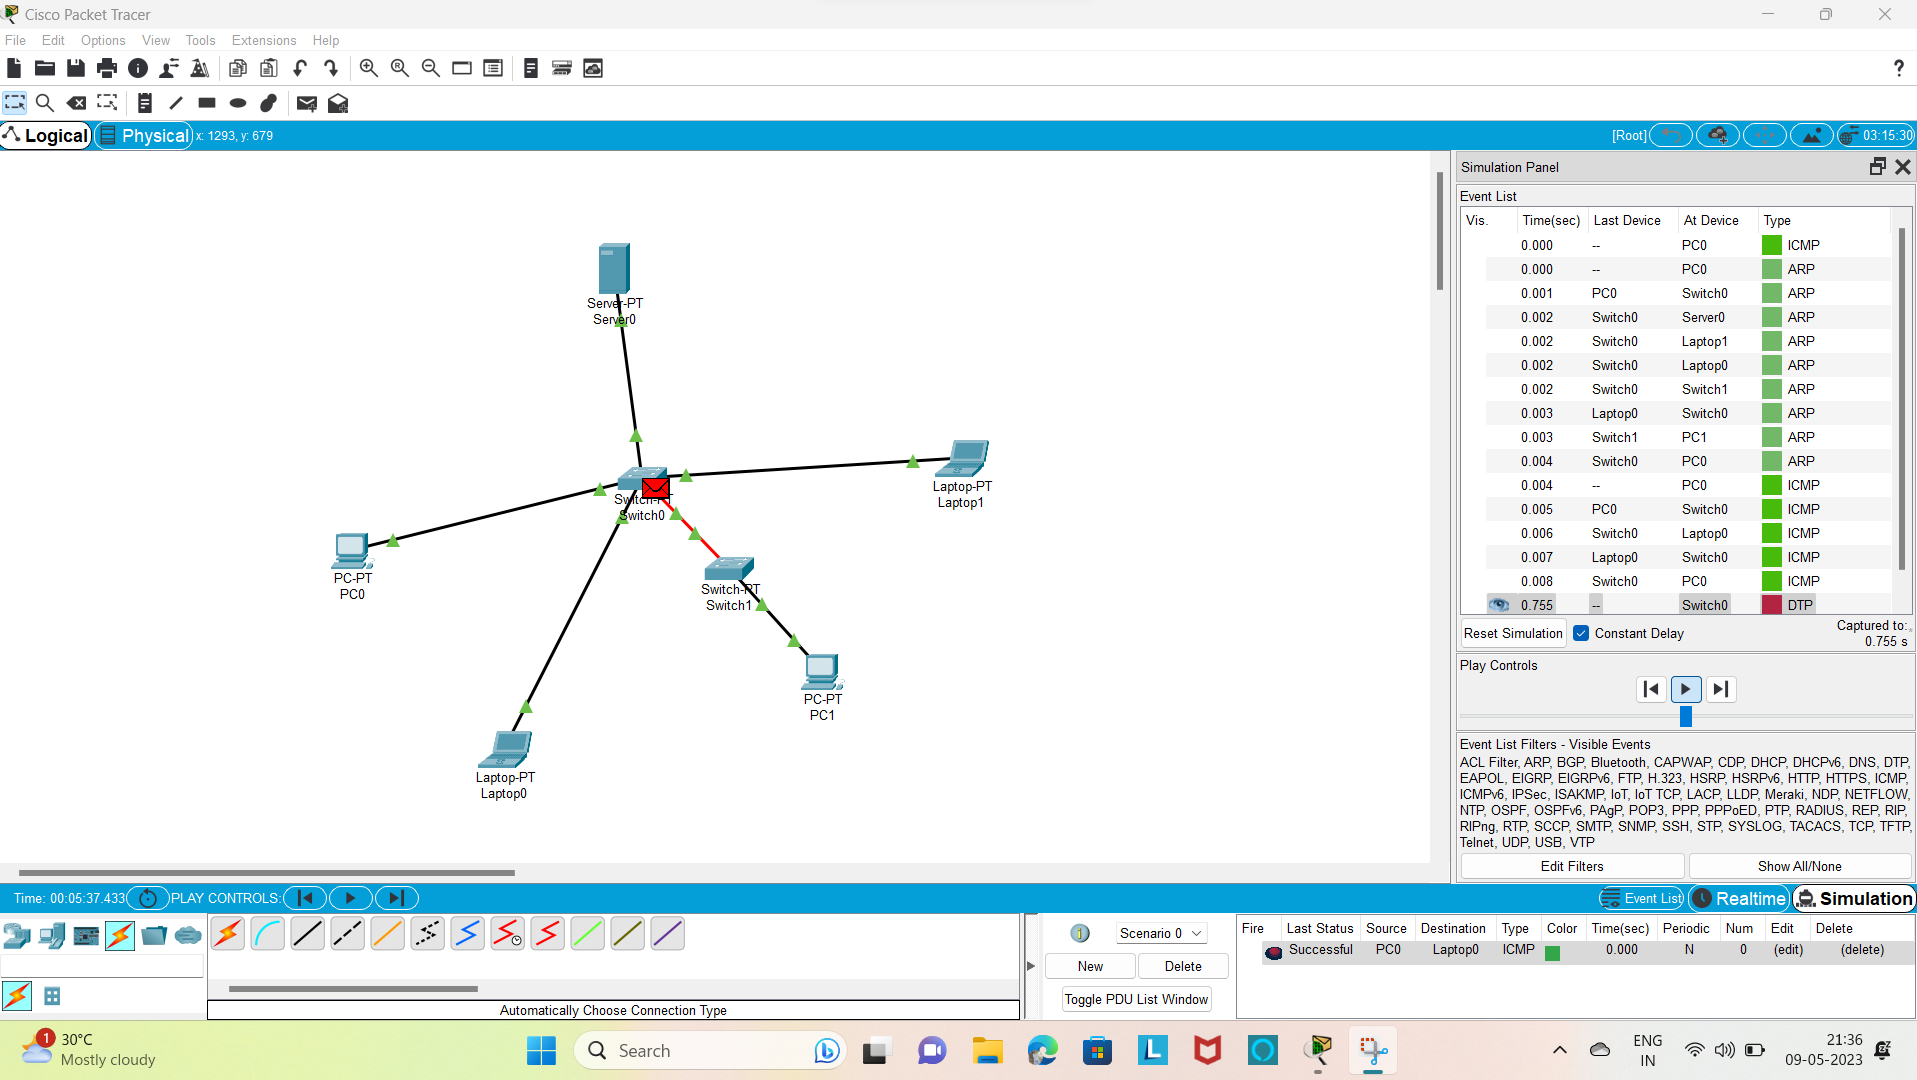 Cisco Packet Tracer
File Edit Options View Tools Extensions Help
Logical Physical x: 1293, y: 679 [Root] 03:15:30
Simulation Panel
Event List
Vis. Time(sec) Last Device At Device Type
0.000 -- PC0 ICMP
0.000 -- PC0 ARP
0.001 PC0 Switch0 ARP
0.002 Switch0 Server0 ARP
0.002 Switch0 Laptop1 ARP
0.002 Switch0 Laptop0 ARP
0.002 Switch0 Switch1 ARP
0.003 Laptop0 Switch0 ARP
0.003 Switch1 PC1 ARP
0.004 Switch0 PC0 ARP
0.004 -- PC0 ICMP
0.005 PC0 Switch0 ICMP
0.006 Switch0 Laptop0 ICMP
0.007 Laptop0 Switch0 ICMP
0.008 Switch0 PC0 ICMP
0.755 -- Switch0 DTP
Reset Simulation Constant Delay Captured to:
0.755 s
Play Controls
Event List Filters - Visible Events
ACL Filter, ARP, BGP, Bluetooth, CAPWAP, CDP, DHCP, DHCPv6, DNS, DTP,
EAPOL, EIGRP, EIGRPv6, FTP, H.323, HSRP, HSRPv6, HTTP, HTTPS, ICMP,
ICMPv6, IPSec, ISAKMP, IoT, IoT TCP, LACP, LLDP, Meraki, NDP, NETFLOW,
NTP, OSPF, OSPFv6, PAgP, POP3, PPP, PPPoED, PTP, RADIUS, REP, RIP,
RIPng, RTP, SCCP, SMTP, SNMP, SSH, STP, SYSLOG, TACACS, TCP, TFTP,
Telnet, UDP, USB, VTP
Edit Filters Show All/None
Server-PT
Server0
Laptop-PT
Laptop1
Switch-PT
Switch0
PC-PT
PC0
Switch-PT
Switch1
PC-PT
PC1
Laptop-PT
Laptop0
Time: 00:05:37.433 PLAY CONTROLS: Event List Realtime Simulation
Scenario 0
New Delete
Toggle PDU List Window
Fire Last Status Source Destination Type Color Time(sec) Periodic Num Edit Delete
Successful PC0 Laptop0 ICMP 0.000 N 0 (edit) (delete)
Automatically Choose Connection Type
1
30°C
Mostly cloudy
Search
ENG
IN
21:36
09-05-2023